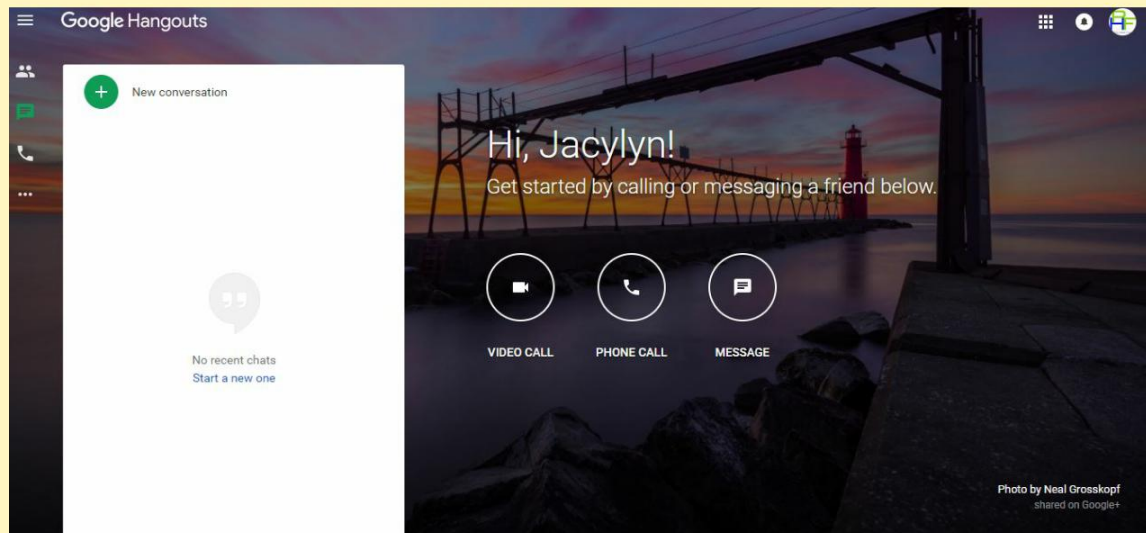 Google Hangouts
New conversation
No recent chats
Start a new one
Hi, Jacylyn!
Get started by calling or messaging a friend below.
VIDEO CALL
PHONE CALL
MESSAGE
Photo by Neal Grosskopf
shared on Google+